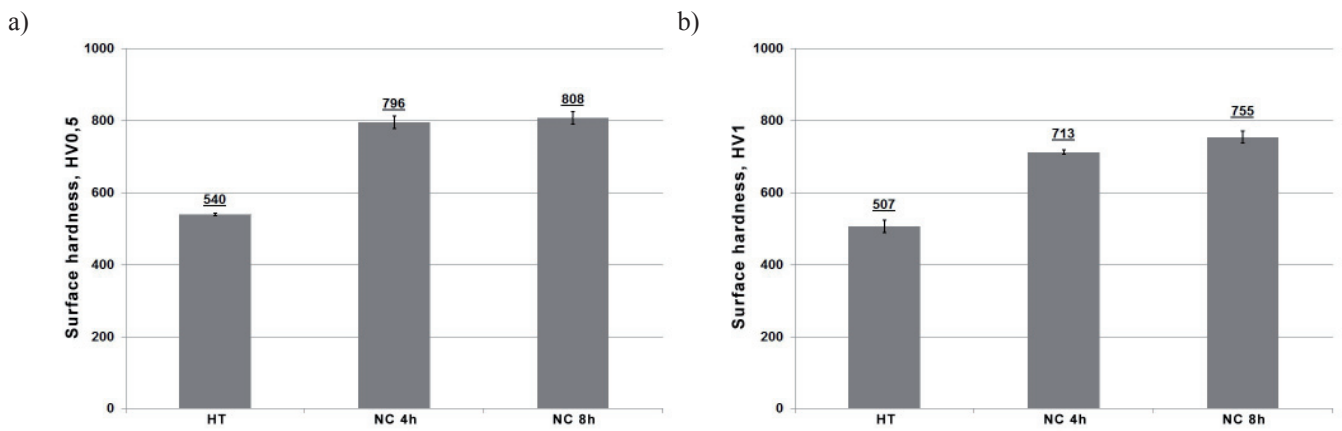 a)
Surface hardness, HV0,5
1000
800
600
400
200
0
540
796
808
HT
NC 4h
NC 8h
b)
Surface hardness, HV1
1000
800
600
400
200
0
507
713
755
HT
NC 4h
NC 8h